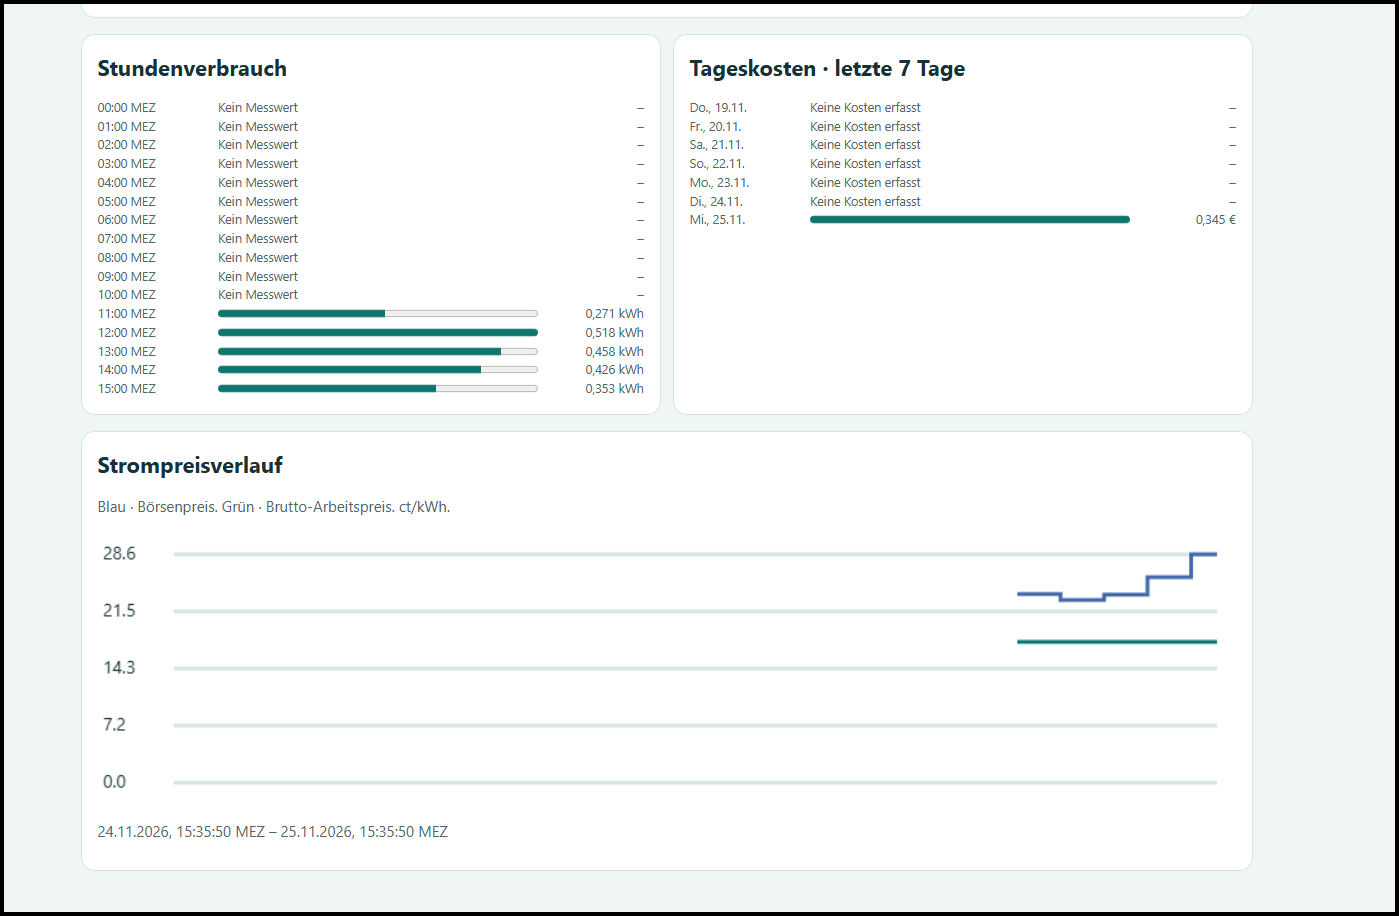 Stundenverbrauch
00:00 MEZ Kein Messwert –
01:00 MEZ Kein Messwert –
02:00 MEZ Kein Messwert –
03:00 MEZ Kein Messwert –
04:00 MEZ Kein Messwert –
05:00 MEZ Kein Messwert –
06:00 MEZ Kein Messwert –
07:00 MEZ Kein Messwert –
08:00 MEZ Kein Messwert –
09:00 MEZ Kein Messwert –
10:00 MEZ Kein Messwert –
11:00 MEZ 0,271 kWh
12:00 MEZ 0,518 kWh
13:00 MEZ 0,458 kWh
14:00 MEZ 0,426 kWh
15:00 MEZ 0,353 kWh
Tageskosten · letzte 7 Tage
Do., 19.11. Keine Kosten erfasst –
Fr., 20.11. Keine Kosten erfasst –
Sa., 21.11. Keine Kosten erfasst –
So., 22.11. Keine Kosten erfasst –
Mo., 23.11. Keine Kosten erfasst –
Di., 24.11. Keine Kosten erfasst –
Mi., 25.11. 0,345 €
Strompreisverlauf
Blau · Börsenpreis. Grün · Brutto-Arbeitspreis. ct/kWh.
28.6
21.5
14.3
7.2
0.0
24.11.2026, 15:35:50 MEZ – 25.11.2026, 15:35:50 MEZ